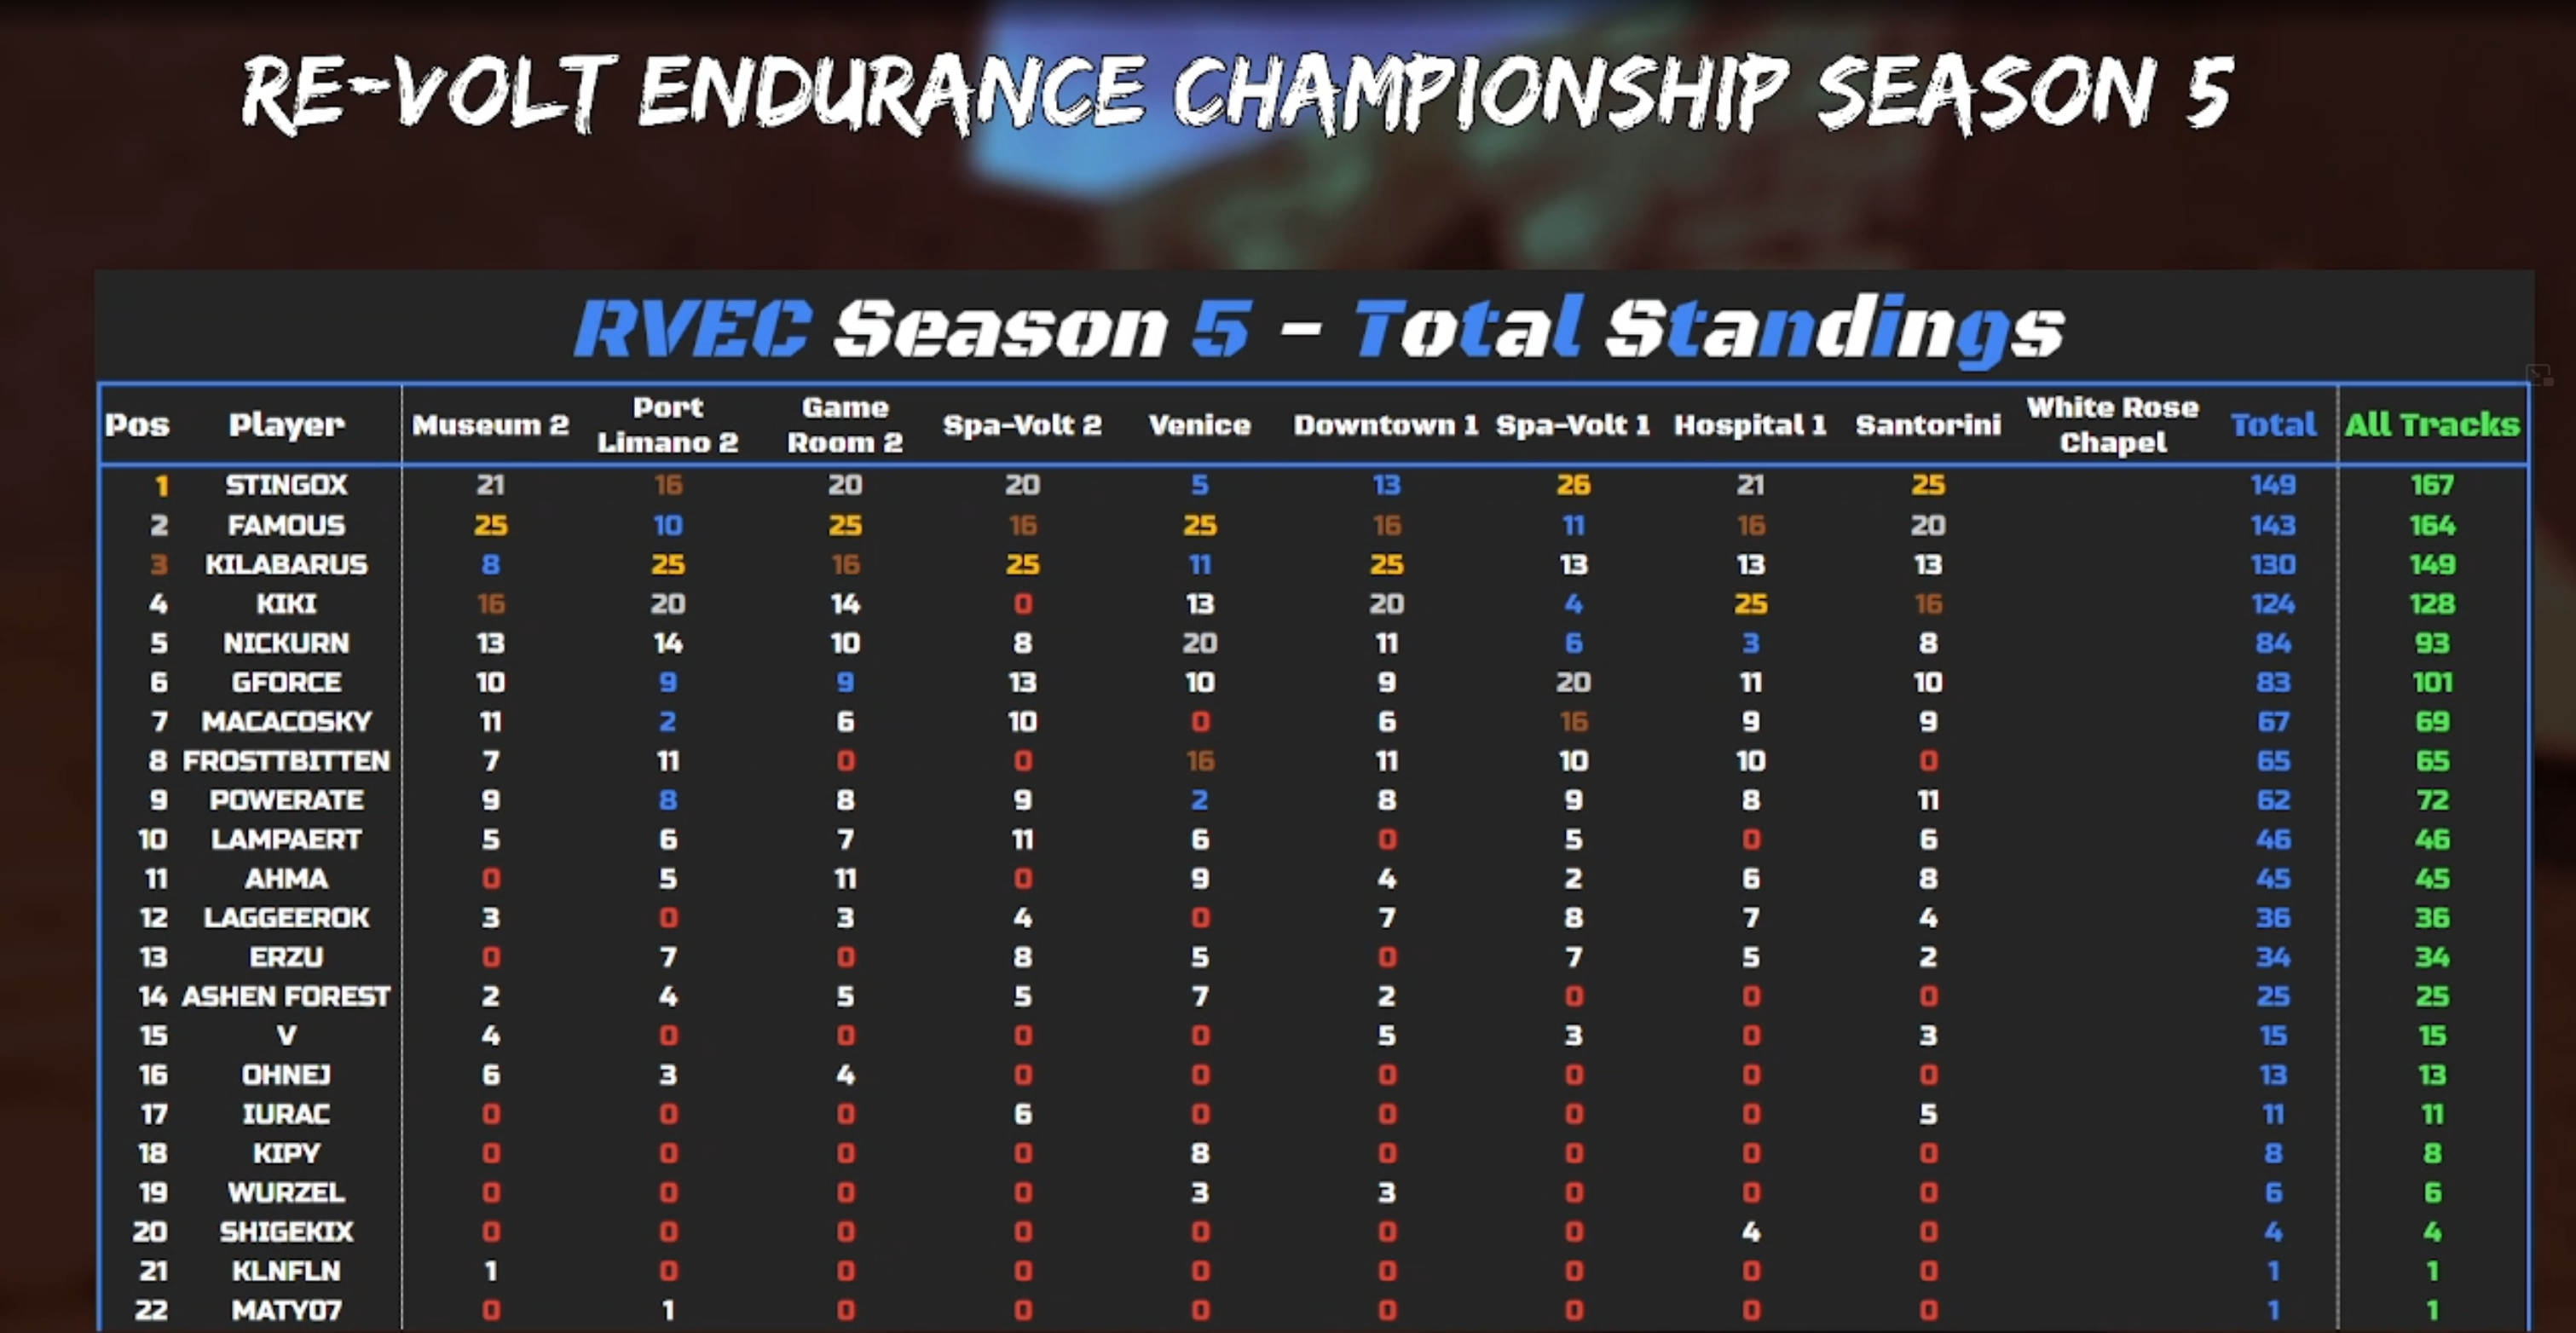 RE-VOLT ENDURANCE CHAMPIONSHIP SEASON 5
RVEC Season 5 - Total Standings
Pos Player Museum 2 Port Limano 2 Game Room 2 Spa-Volt 2 Venice Downtown 1 Spa-Volt 1 Hospital 1 Santorini White Rose Chapel Total All Tracks
1 STINGOX 21 16 20 20 5 13 26 21 25 149 167
2 FAMOUS 25 10 25 16 25 16 11 16 20 143 164
3 KILABARUS 8 25 16 25 11 25 13 13 13 130 149
4 KIKI 16 20 14 0 13 20 4 25 16 124 128
5 NICKURN 13 14 10 8 20 11 6 3 8 84 93
6 GFORCE 10 9 9 13 10 9 20 11 10 83 101
7 MACACOSKY 11 2 6 10 0 6 16 9 9 67 69
8 FROSTTBITTEN 7 11 0 0 16 11 10 10 0 65 65
9 POWERATE 9 8 8 9 2 8 9 8 11 62 72
10 LAMPAERT 5 6 7 11 6 0 5 0 6 46 46
11 AHMA 0 5 11 0 9 4 2 6 8 45 45
12 LAGGEEROK 3 0 3 4 0 7 8 7 4 36 36
13 ERZU 0 7 0 8 5 0 7 5 2 34 34
14 ASHEN FOREST 2 4 5 5 7 2 0 0 0 25 25
15 V 4 0 0 0 0 5 3 0 3 15 15
16 OHNEJ 6 3 4 0 0 0 0 0 0 13 13
17 IURAC 0 0 0 6 0 0 0 0 5 11 11
18 KIPY 0 0 0 0 8 0 0 0 0 8 8
19 WURZEL 0 0 0 0 3 3 0 0 0 6 6
20 SHIGEKIX 0 0 0 0 0 0 0 4 0 4 4
21 KLNFLN 1 0 0 0 0 0 0 0 0 1 1
22 MATY07 0 1 0 0 0 0 0 0 0 1 1